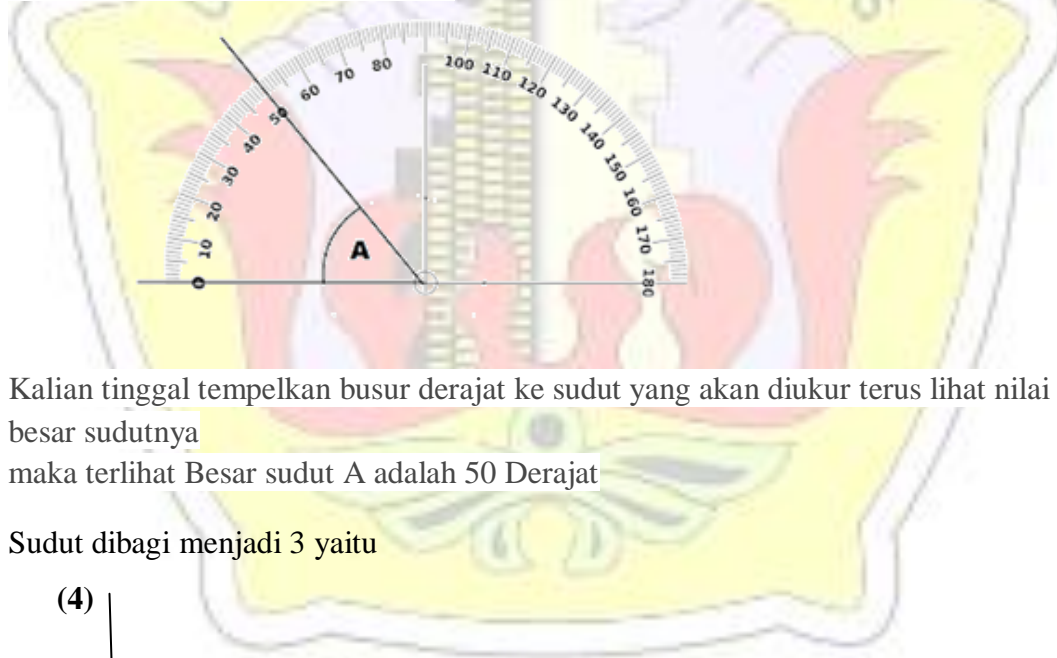 10 20 30 40 50 60 70 80 100 110 120 130 140 150 160 170 180
0
A
Kalian tinggal tempelkan busur derajat ke sudut yang akan diukur terus lihat nilai
besar sudutnya
maka terlihat Besar sudut A adalah 50 Derajat
Sudut dibagi menjadi 3 yaitu
(4)